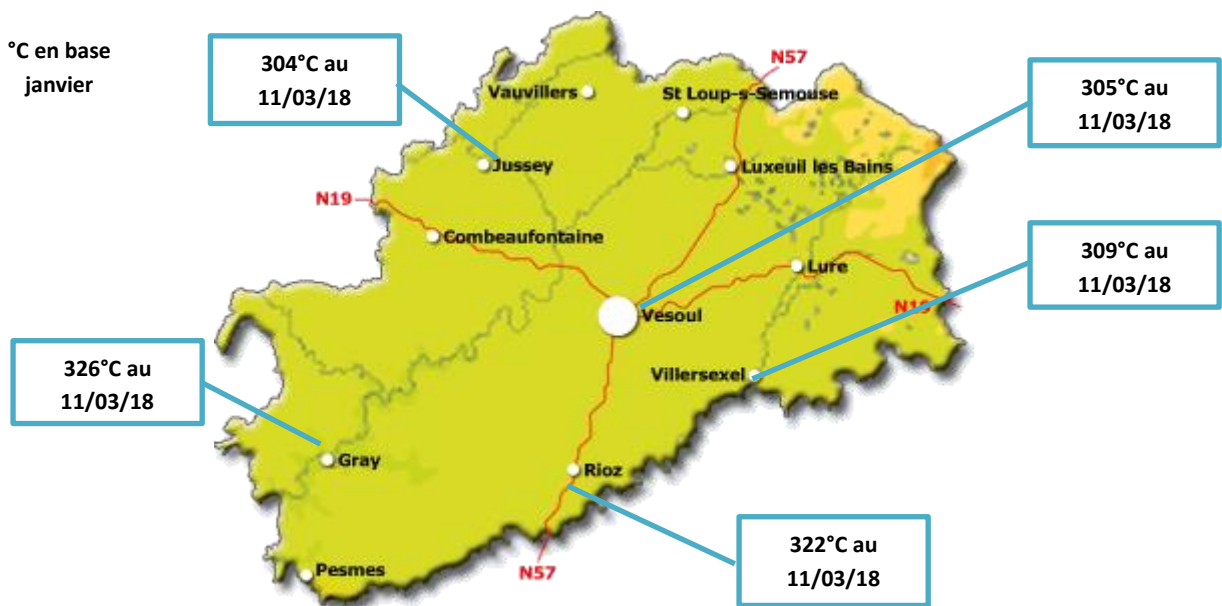 °C en base
janvier
304°C au
11/03/18
N57
305°C au
11/03/18
Vauvillers
St Loup-s-Semouse
Jussey
Luxeuil les Bains
N19
Combeaufontaine
Lure
309°C au
11/03/18
N19
Vesoul
326°C au
11/03/18
Villersexel
Gray
Rioz
322°C au
11/03/18
Pesmes
N57